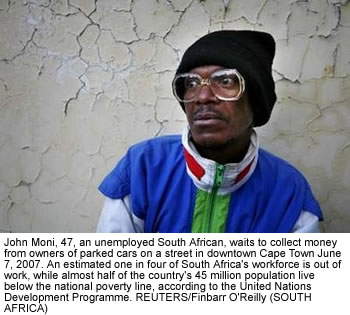 John Moni, 47, an unemployed South African, waits to collect money
from owners of parked cars on a street in downtown Cape Town June
7, 2007. An estimated one in four of South Africa's workforce is out of
work, while almost half of the country's 45 million population live
below the national poverty line, according to the United Nations
Development Programme. REUTERS/Finbarr O'Reilly (SOUTH
AFRICA)